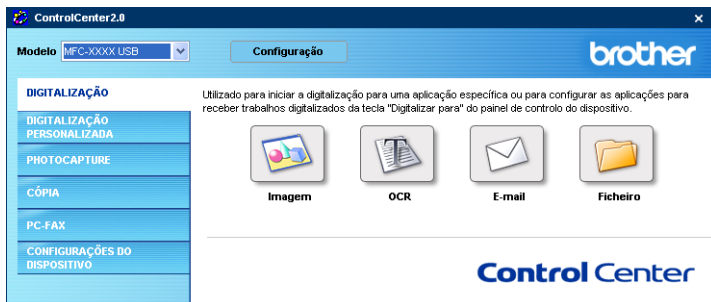 ControlCenter2.0
Modelo MFC-XXXX USB Configuração brother
DIGITALIZAÇÃO
Utilizado para iniciar a digitalização para uma aplicação específica ou para configurar as aplicações para
receber trabalhos digitalizados da tecla "Digitalizar para" do painel de controlo do dispositivo.
DIGITALIZAÇÃO
PERSONALIZADA
PHOTOCAPTURE
CÓPIA
PC-FAX
CONFIGURAÇÕES DO
DISPOSITIVO
Imagem OCR E-mail Ficheiro
Control Center